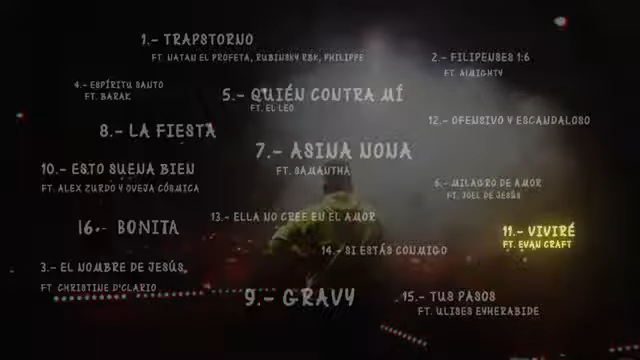 1.- TRAPSTORNO
FT. NATAN EL PROFETA, RUBINSKY RBK, PHILIPPE
2.- FILIPENSES 1:6
FT. ALMIGHTY
4.- ESPÍRITU SANTO
FT. BARAK
5.- QUIÉN CONTRA MÍ
FT. EL LEO
12.- OFENSIVO Y ESCANDALOSO
8.- LA FIESTA
7.- ASINA NONA
FT. SAMANTHA
10.- ESTO SUENA BIEN
FT. ALEX ZURDO Y OVEJA CÓSMICA
6.- MILAGRO DE AMOR
FT. JOEL DE JESÚS
13.- ELLA NO CREE EN EL AMOR
16.- BONITA
11.- VIVIRÉ
FT. EVAN CRAFT
14.- SI ESTÁS CONMIGO
3.- EL NOMBRE DE JESÚS
FT. CHRISTINE D'CLARIO
9.- GRAVY
15.- TUS PASOS
FT. ULISES EYHERABIDE